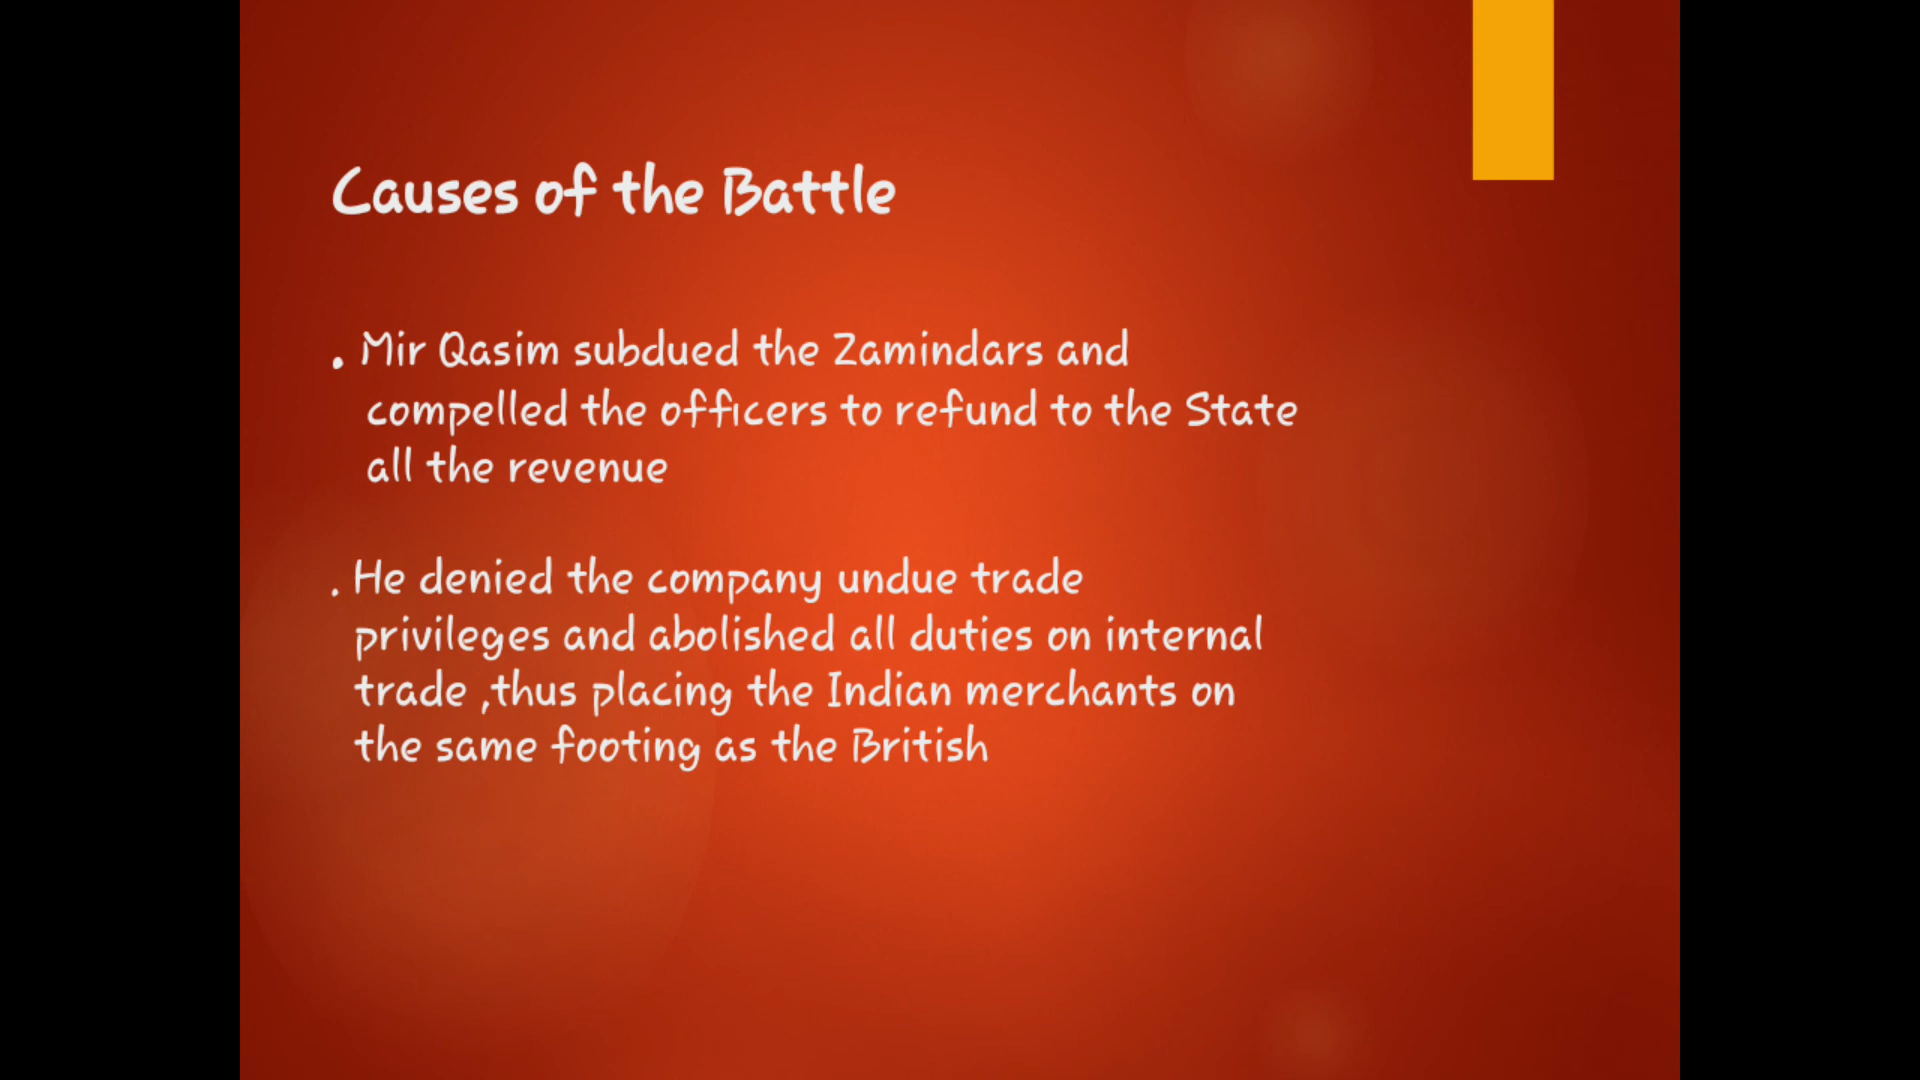 Causes of the Battle
. Mir Qasim subdued the Zamindars and
compelled the officers to refund to the State
all the revenue
. He denied the company undue trade
privileges and abolished all duties on internal
trade ,thus placing the Indian merchants on
the same footing as the British